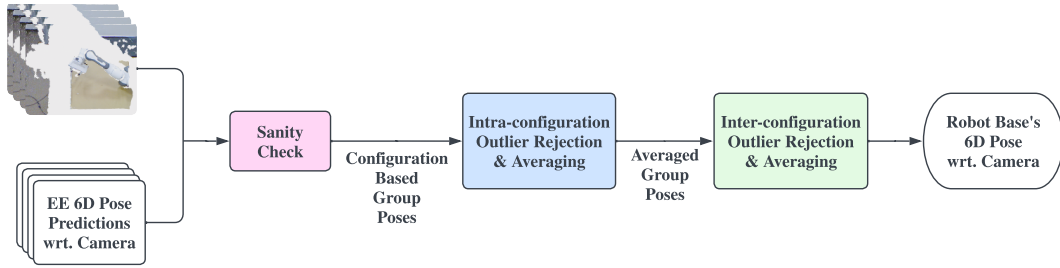 EE 6D Pose
Predictions
wrt. Camera
Sanity
Check
Configuration
Based
Group
Poses
Intra-configuration
Outlier Rejection
& Averaging
Averaged
Group
Poses
Inter-configuration
Outlier Rejection
& Averaging
Robot Base's
6D Pose
wrt. Camera